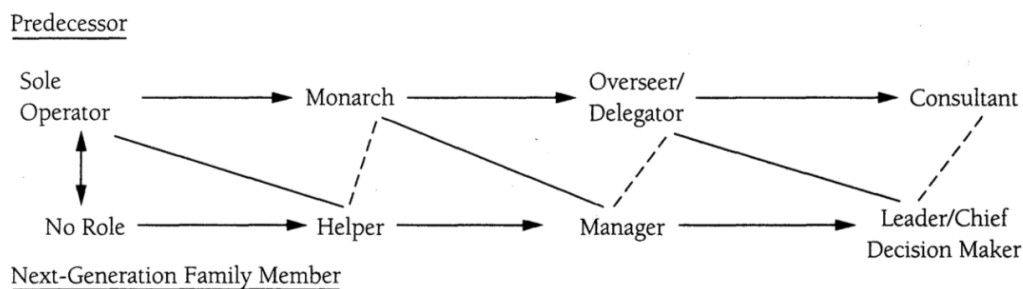 Predecessor
Sole
Operator
Monarch
Overseer/
Delegator
Consultant
No Role
Helper
Manager
Leader/Chief
Decision Maker
Next-Generation Family Member